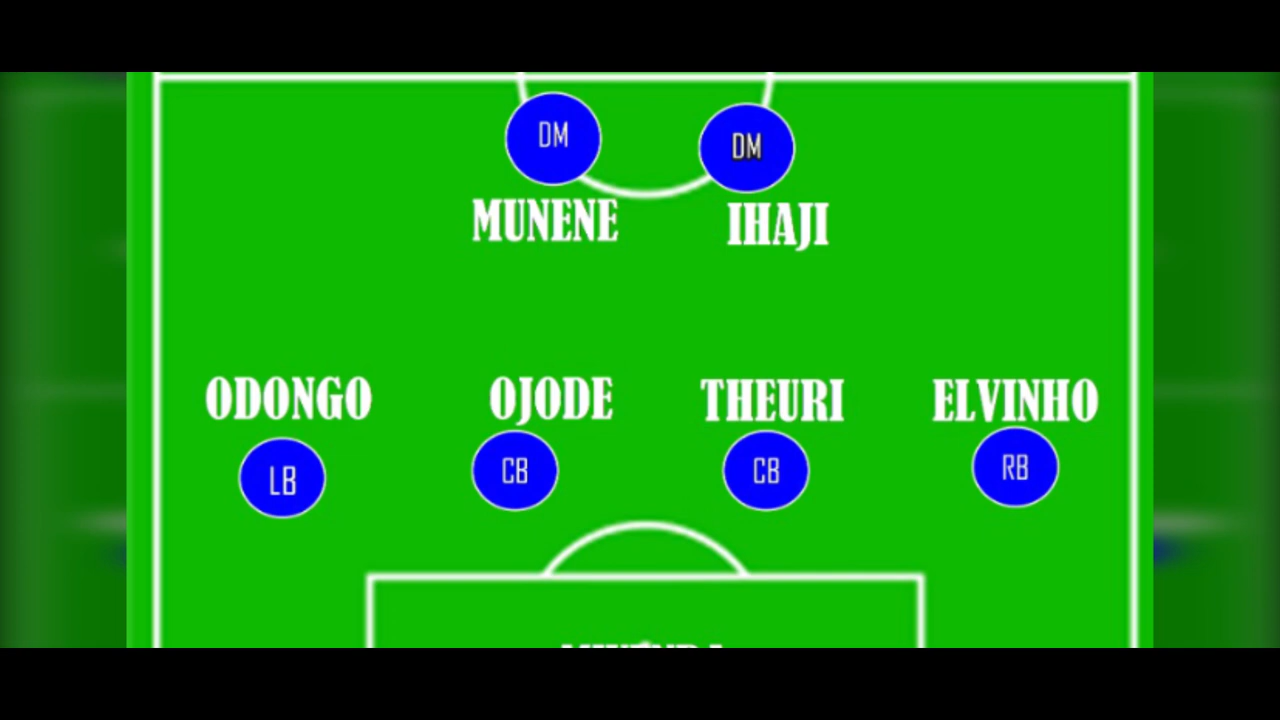 DM
DM
MUNENE
IHAJI
ODONGO
OJODE
THEURI
ELVINHO
LB
CB
CB
RB